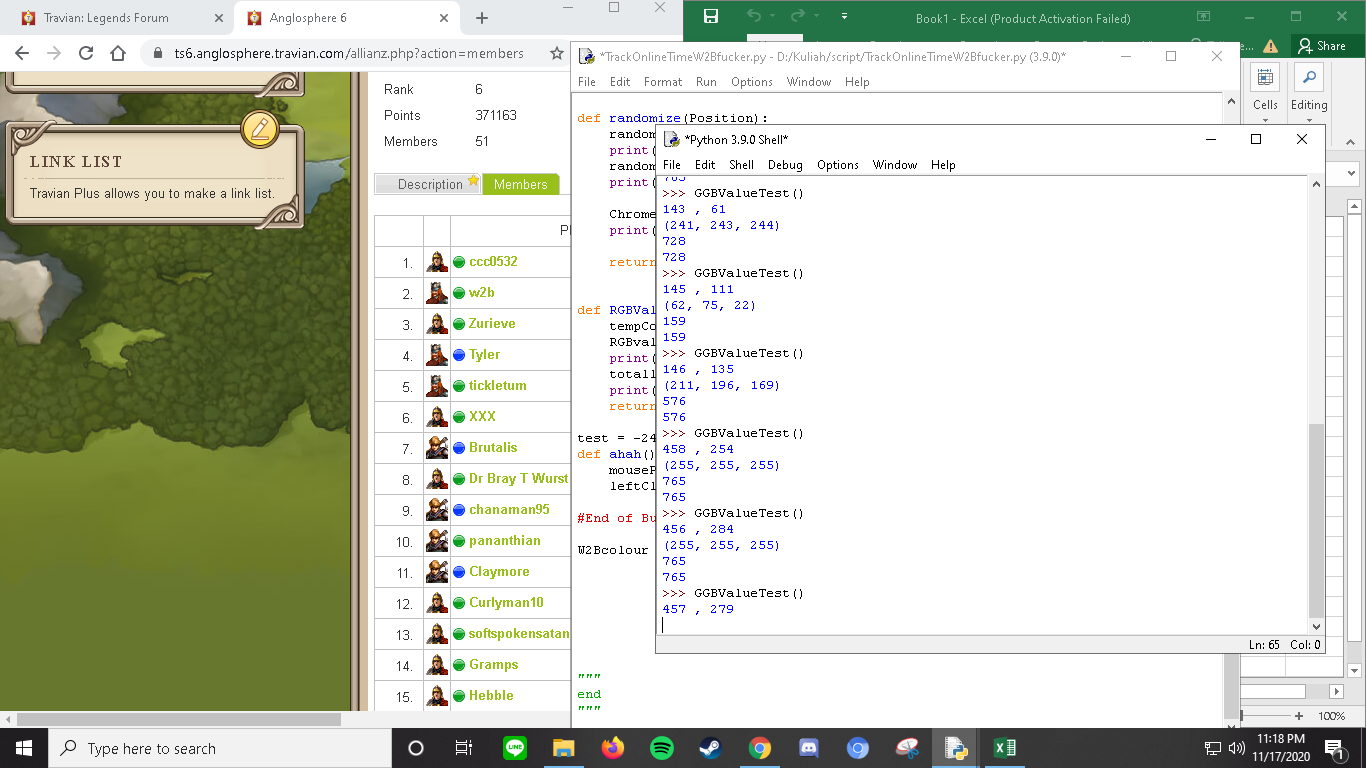 Travian: Legends Forum
Anglosphere 6
Book1 - Excel (Product Activation Failed)
ts6.anglosphere.travian.com/allianz.php?action=members
Share
*TrackOnlineTimeW2Bfucker.py - D:/Kuliah/script/TrackOnlineTimeW2Bfucker.py (3.9.0)*
File Edit Format Run Options Window Help
Cells
Editing
Rank 6
Points 371163
Members 51
LINK LIST
Travian Plus allows you to make a link list.
Description
Members
1. ccc0532
2. w2b
3. Zurieve
4. Tyler
5. tickletum
6. XXX
7. Brutalis
8. Dr Bray T Wurst
9. chanaman95
10. pananthian
11. Claymore
12. Curlyman10
13. softspokensatan
14. Gramps
15. Hebble
def randomize(Position):
random
print(
random
print(
Chrome
print(
return
def RGBVal
tempCo
RGBval
print(
totall
print(
return
test = -24
def ahah()
mouseP
leftCl
#End of Bu
W2Bcolour
"""
end
"""
*Python 3.9.0 Shell*
File Edit Shell Debug Options Window Help
765
>>> GGBValueTest()
143 , 61
(241, 243, 244)
728
728
>>> GGBValueTest()
145 , 111
(62, 75, 22)
159
159
>>> GGBValueTest()
146 , 135
(211, 196, 169)
576
576
>>> GGBValueTest()
458 , 254
(255, 255, 255)
765
765
>>> GGBValueTest()
456 , 284
(255, 255, 255)
765
765
>>> GGBValueTest()
457 , 279
Ln: 65 Col: 0
100%
Type here to search
LINE
11:18 PM
11/17/2020
1